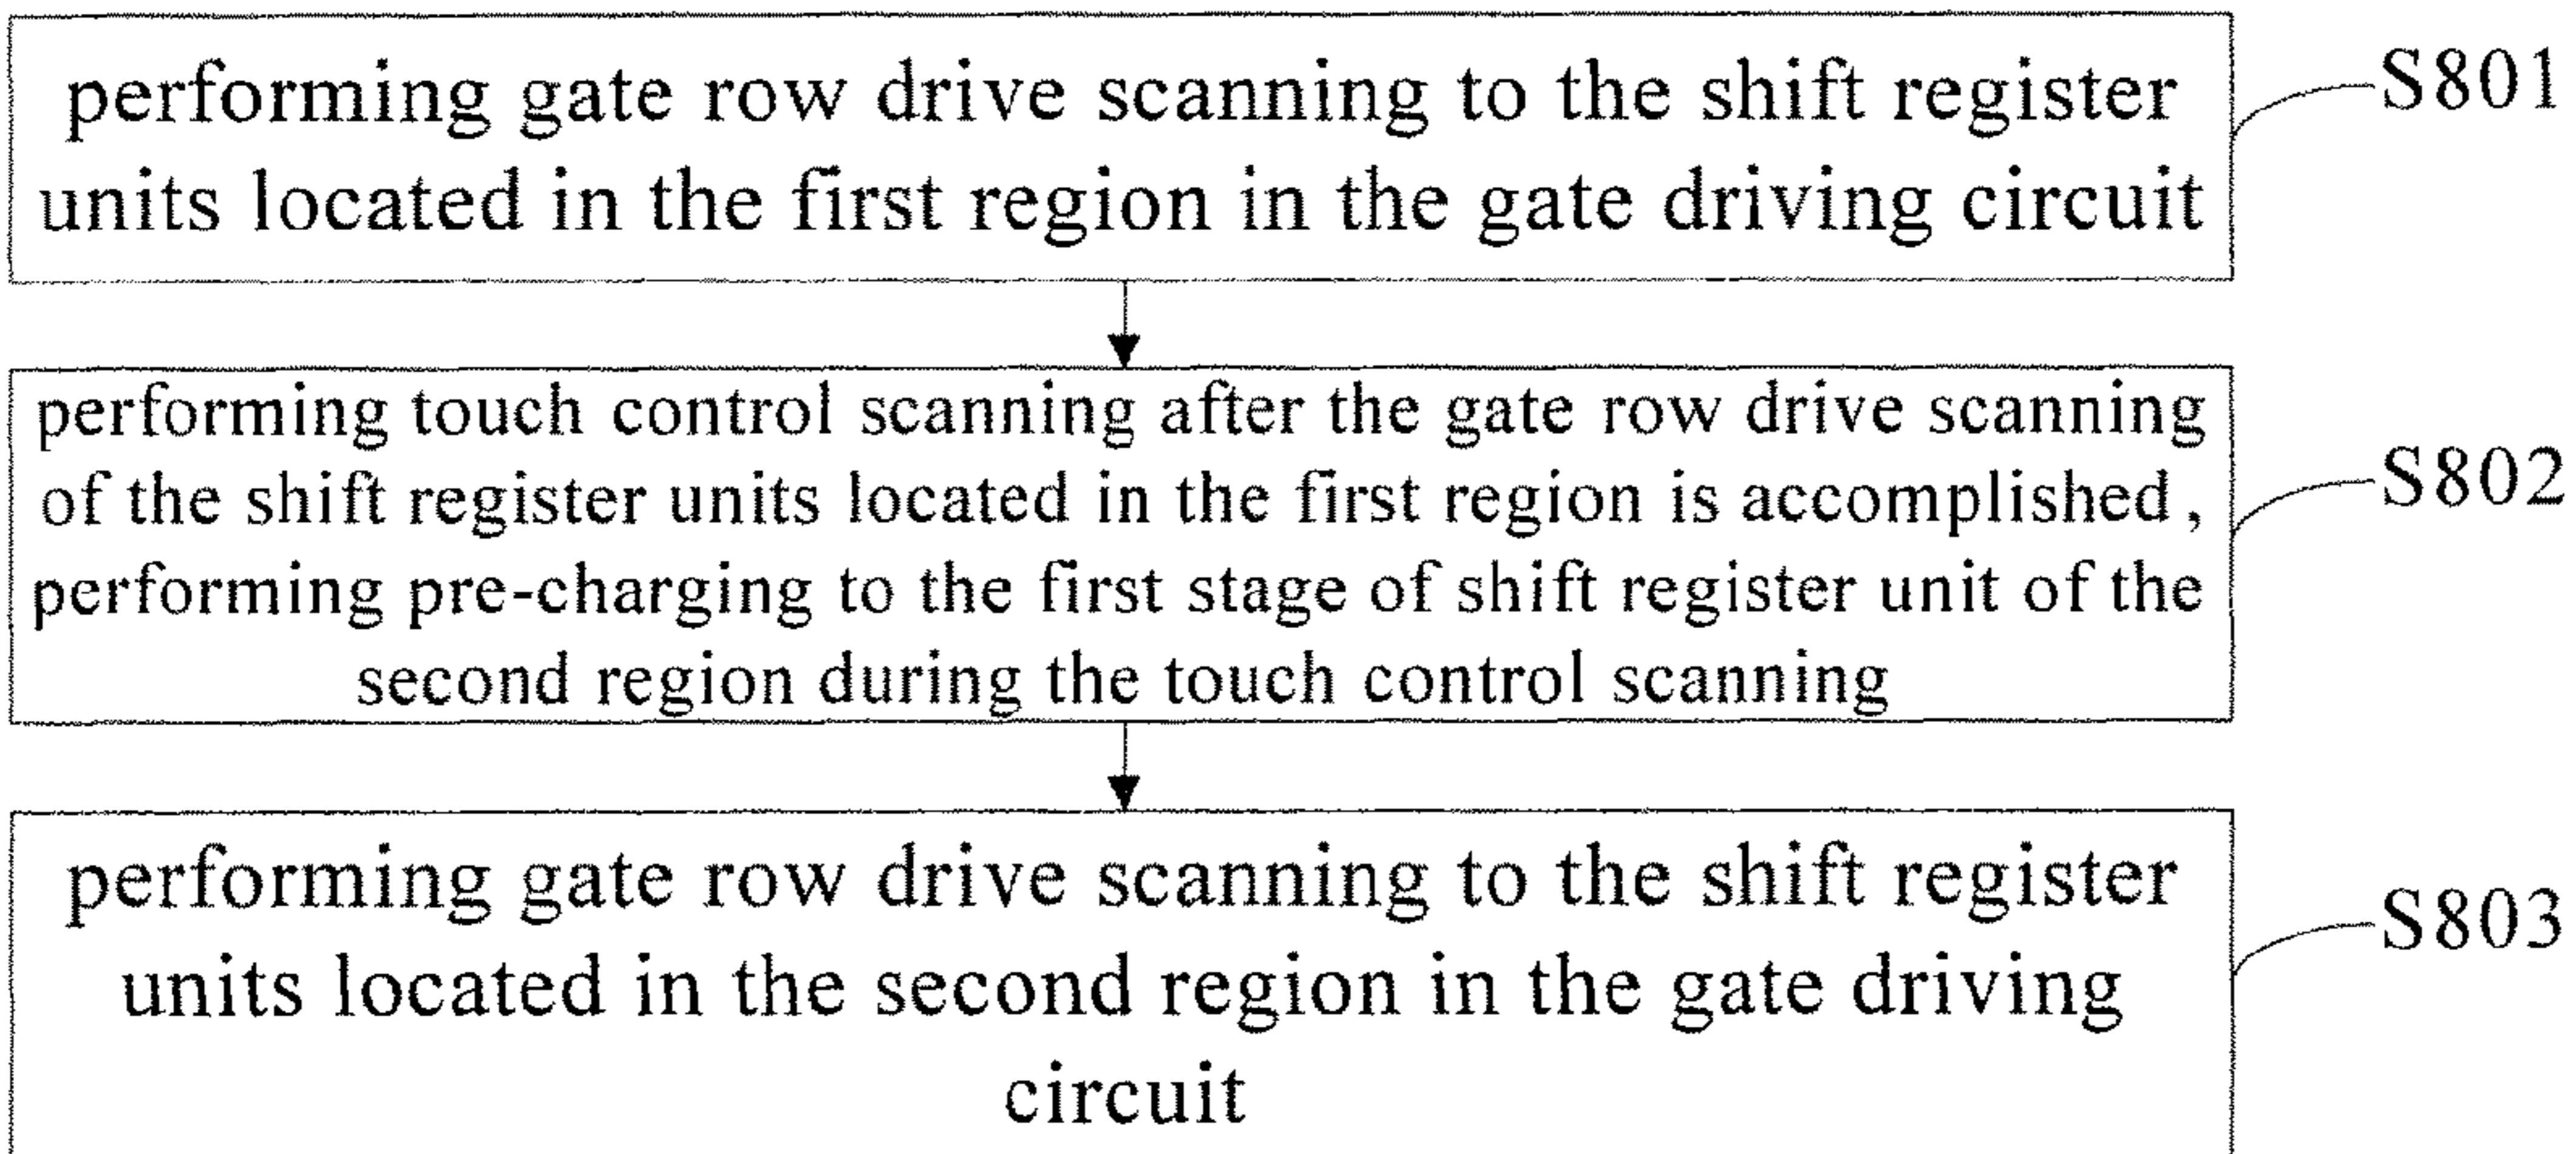 performing gate row drive scanning to the shift register
units located in the first region in the gate driving circuit
S801
performing touch control scanning after the gate row drive scanning
of the shift register units located in the first region is accomplished,
performing pre-charging to the first stage of shift register unit of the
second region during the touch control scanning
S802
performing gate row drive scanning to the shift register
units located in the second region in the gate driving
circuit
S803